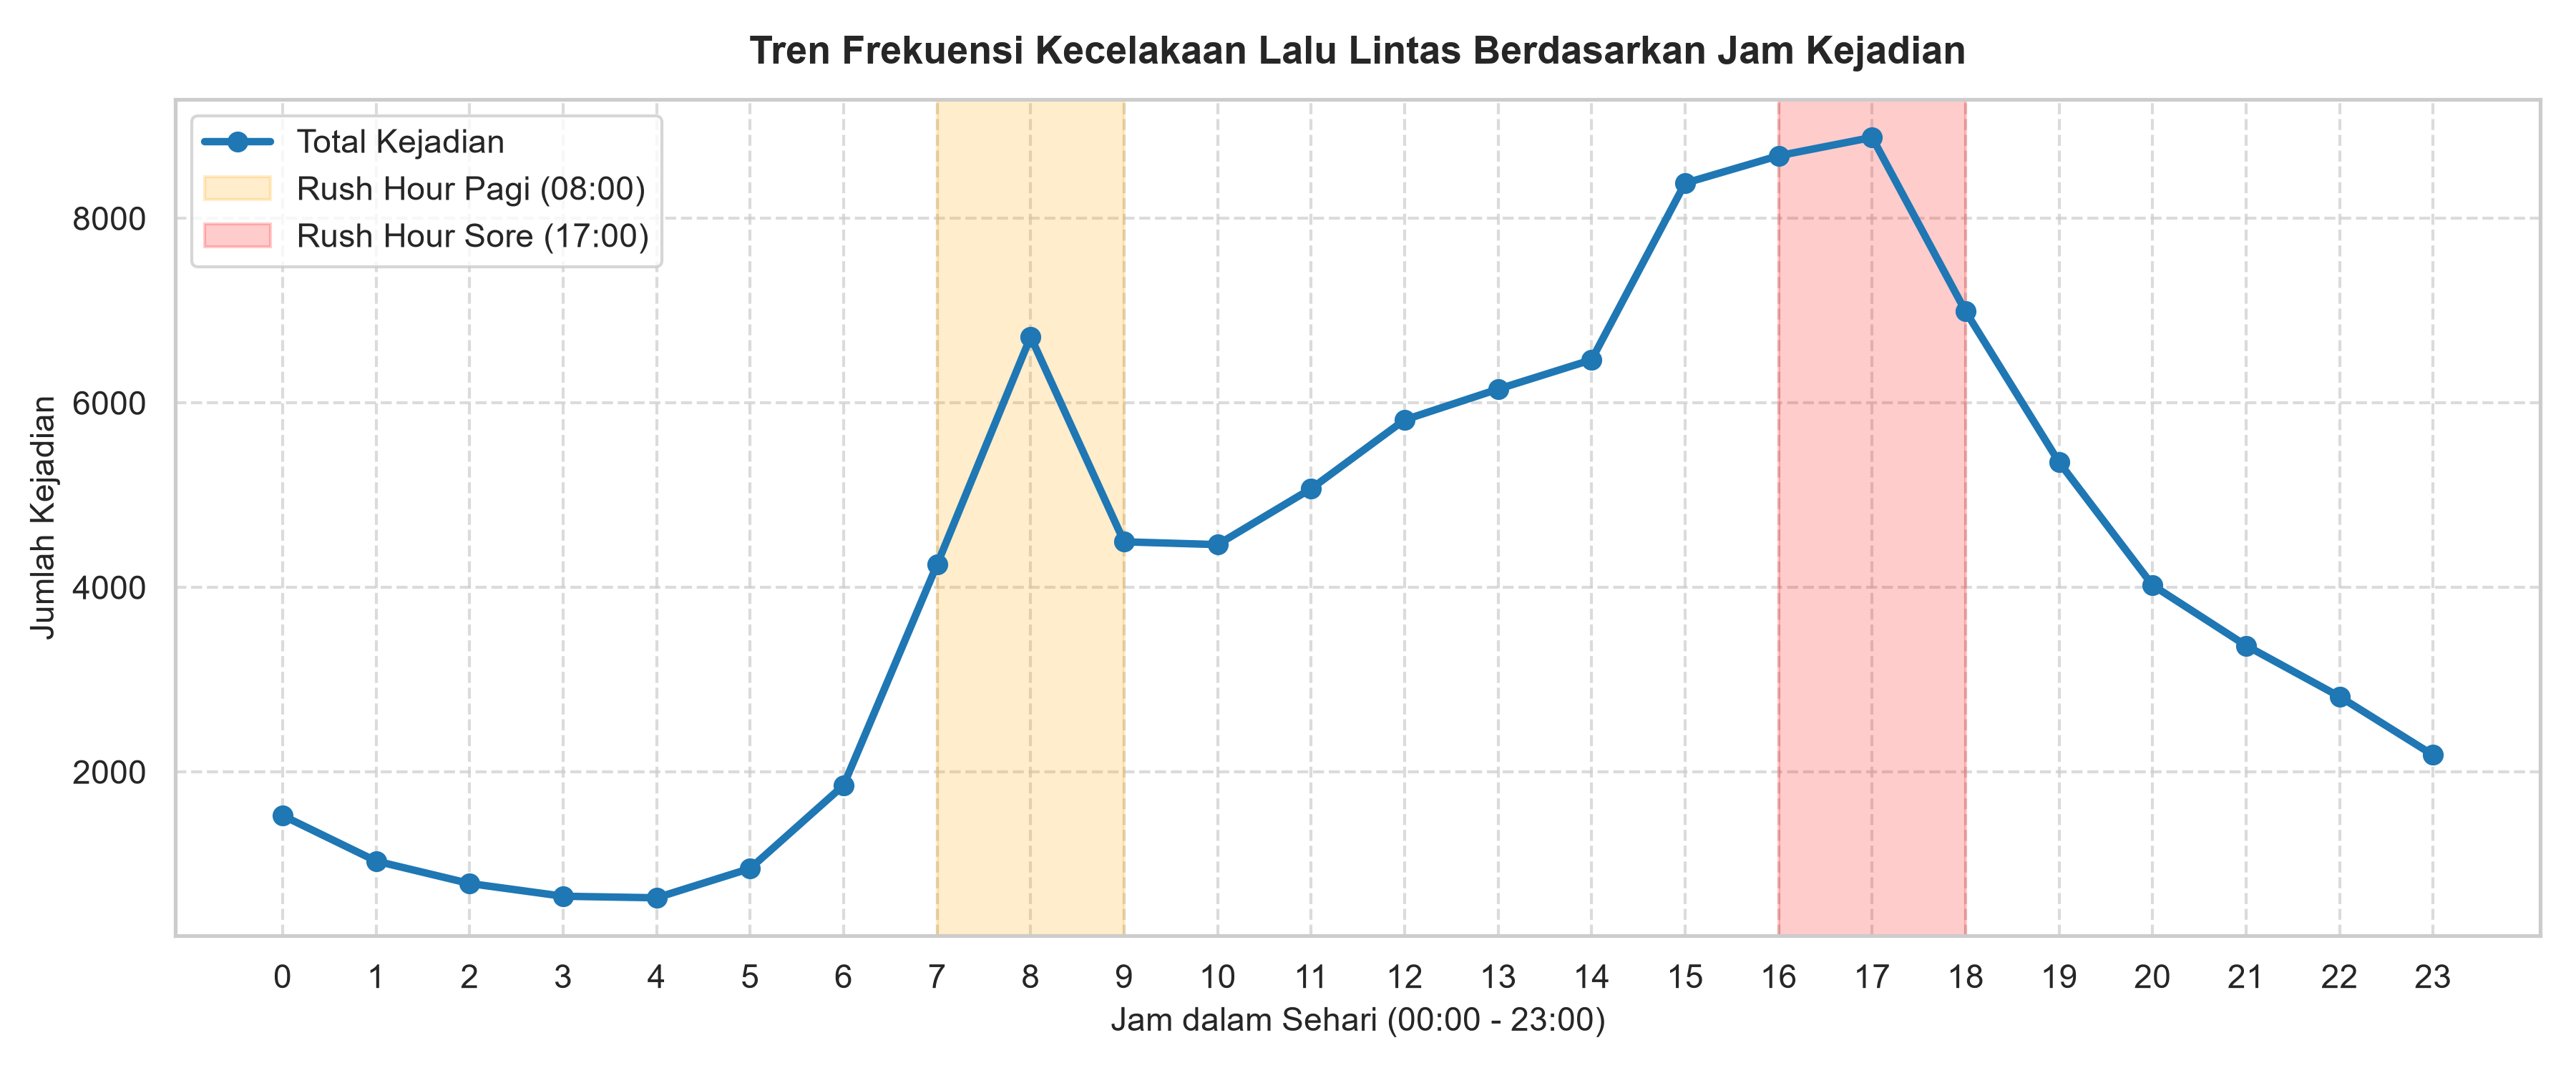 Tren Frekuensi Kecelakaan Lalu Lintas Berdasarkan Jam Kejadian
Total Kejadian
Rush Hour Pagi (08:00)
Rush Hour Sore (17:00)
Jumlah Kejadian
8000
6000
4000
2000
0 1 2 3 4 5 6 7 8 9 10 11 12 13 14 15 16 17 18 19 20 21 22 23
Jam dalam Sehari (00:00 - 23:00)